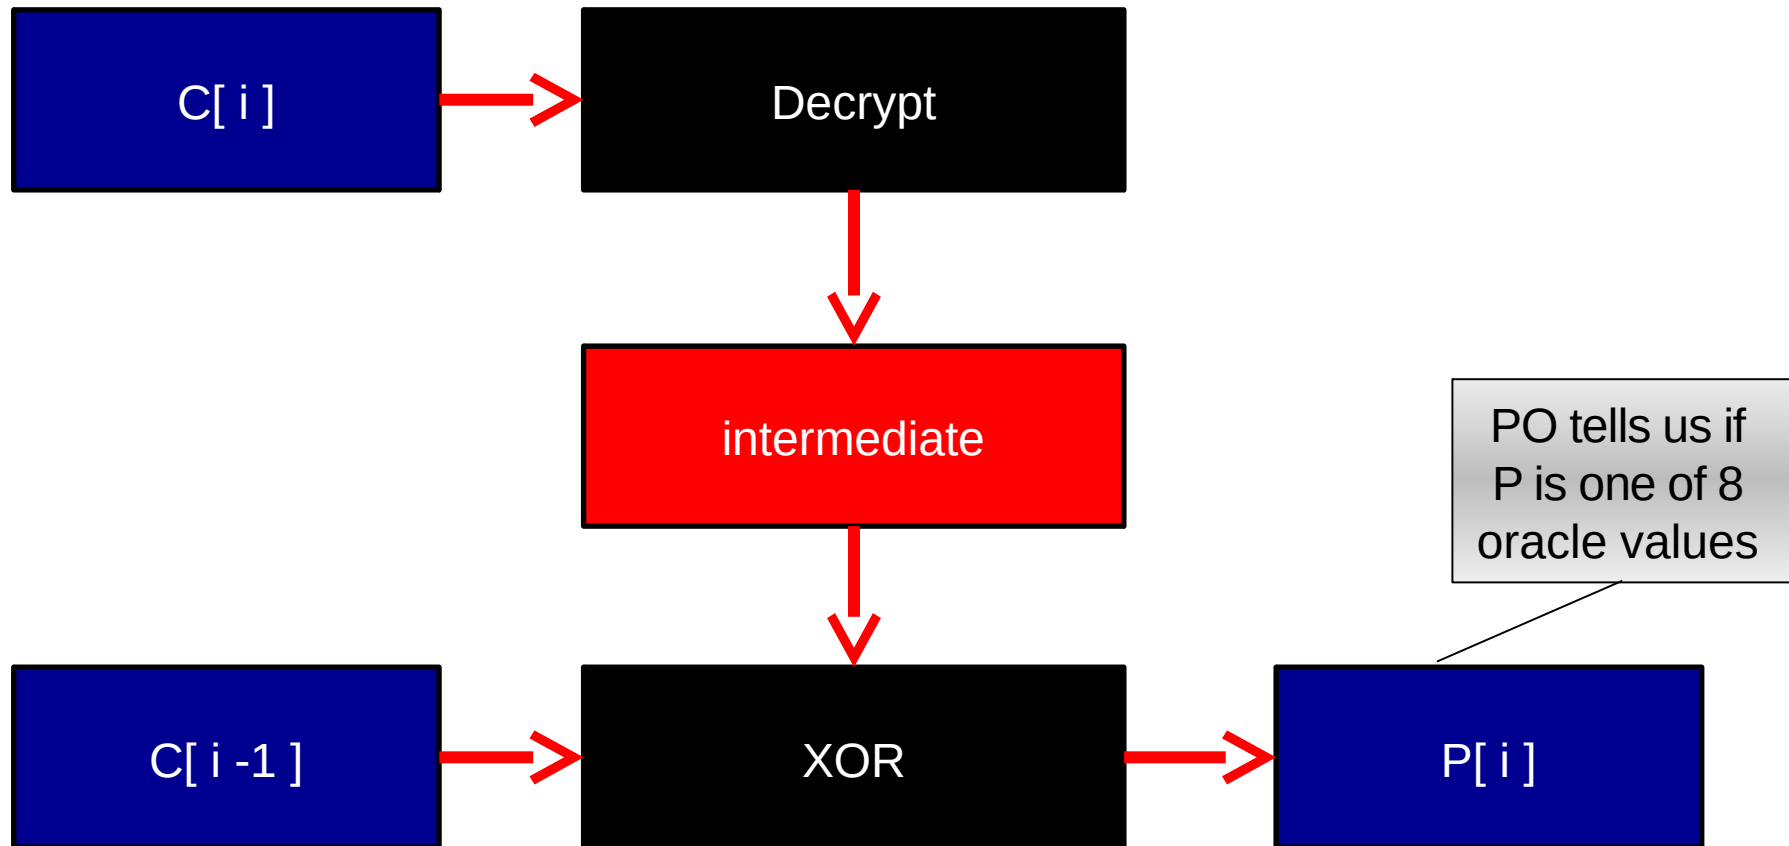 C[ i ]
Decrypt
intermediate
PO tells us if
P is one of 8
oracle values
C[ i -1 ]
XOR
P[ i ]